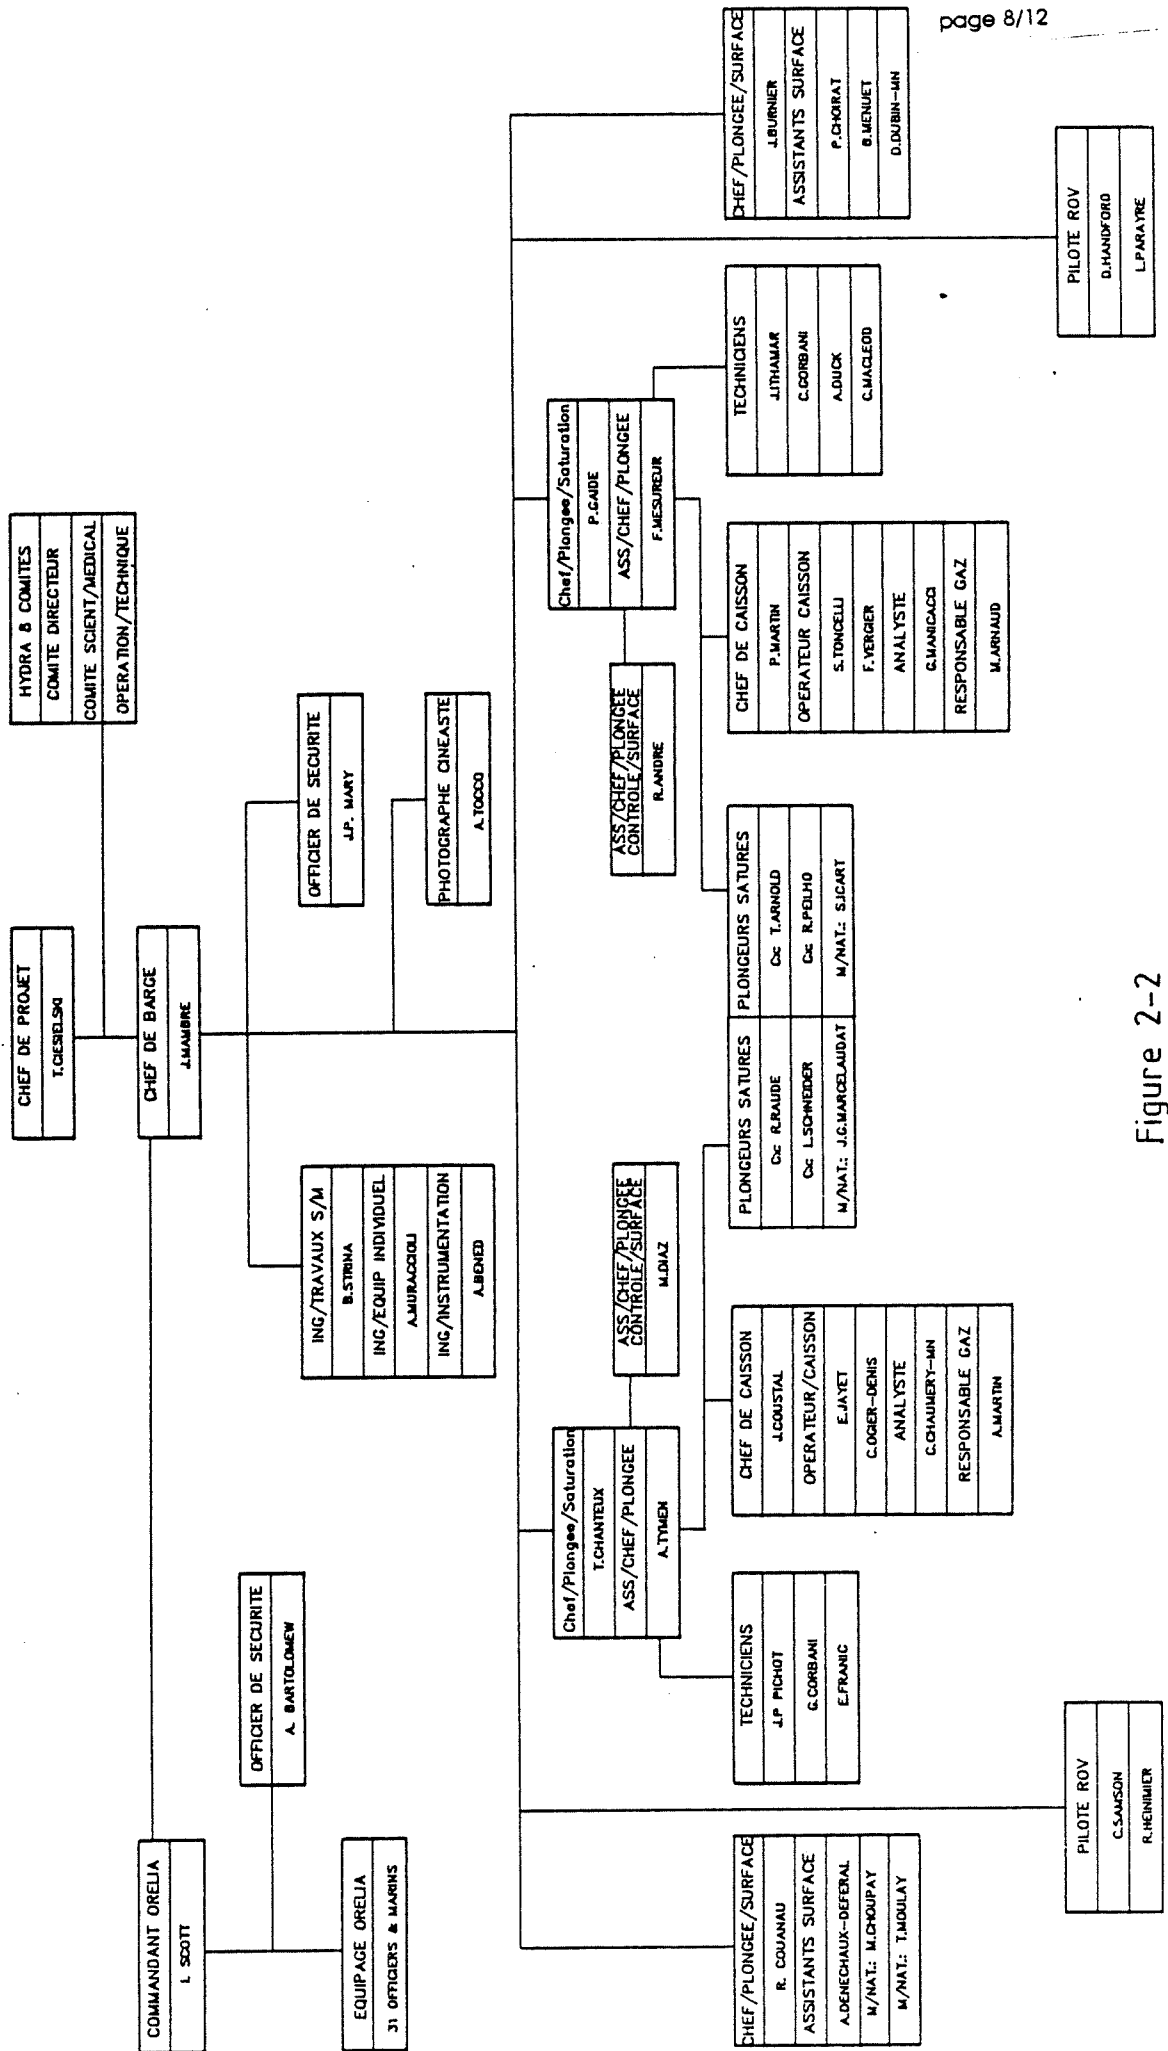 page 8/12
HYDRA 8 COMITES
COMITE DIRECTEUR
COMITE SCIENT/MEDICAL
OPERATION/TECHNIQUE
CHEF DE PROJET
T.CIESIELSKI
CHEF DE BARGE
J.MAMBRE
COMMANDANT ORELIA
I. SCOTT
OFFICIER DE SECURITE
A. BARTOLOMEW
EQUIPAGE ORELIA
31 OFFICIERS & MARINS
ING/TRAVAUX S/M
B.STRINA
ING/EQUIP INDIVIDUEL
A.MURACCIOLI
ING/INSTRUMENTATION
A.BENED
OFFICIER DE SECURITE
J.P. MARY
PHOTOGRAPHE CINEASTE
A.TOCCO
Chef/Plongee/Saturation
T.CHANTEUX
ASS/CHEF/PLONGEE
A.TYMEN
ASS/CHEF/PLONGEE
CONTROLE/SURFACE
M.DIAZ
ASS/CHEF/PLONGEE
CONTROLE/SURFACE
R.ANDRE
Chef/Plongee/Saturation
P.GAIDE
ASS/CHEF/PLONGEE
F.MESUREUR
CHEF/PLONGEE/SURFACE
R. COUANAU
ASSISTANTS SURFACE
A.DENECHAUX-DEFERAL
M/NAT.: M.CHOUPAY
M/NAT.: T.MOULAY
TECHNICIENS
J.P PICHOT
G.CORBANI
E.FRANIC
CHEF DE CAISSON
J.COUSTAL
OPERATEUR/CAISSON
E.JAYET
C.OGIER-DENIS
ANALYSTE
C.CHAUMERY-MN
RESPONSABLE GAZ
A.MARTIN
PLONGEURS SATURES
Cx: R.RAUDE
Cx: L.SCHNEIDER
M/NAT.: J.G.MARCELAUDAT
PLONGEURS SATURES
Cx: T.ARNOLD
Cx: R.PEILHO
M/NAT.: S.ICART
CHEF DE CAISSON
P.MARTIN
OPERATEUR CAISSON
S.TONCELLI
F.VERGIER
ANALYSTE
G.MANICACCI
RESPONSABLE GAZ
M.ARNAUD
TECHNICIENS
J.ITHAMAR
C.CORBANI
A.DUCK
C.MACLEOD
CHEF/PLONGEE/SURFACE
J.BURNIER
ASSISTANTS SURFACE
P.CHOIRAT
B.MENUET
D.DUBIN-MN
PILOTE ROV
C.SAMSON
R.HEINIMIER
PILOTE ROV
D.HANDFORD
L.PARAYRE
Figure 2-2